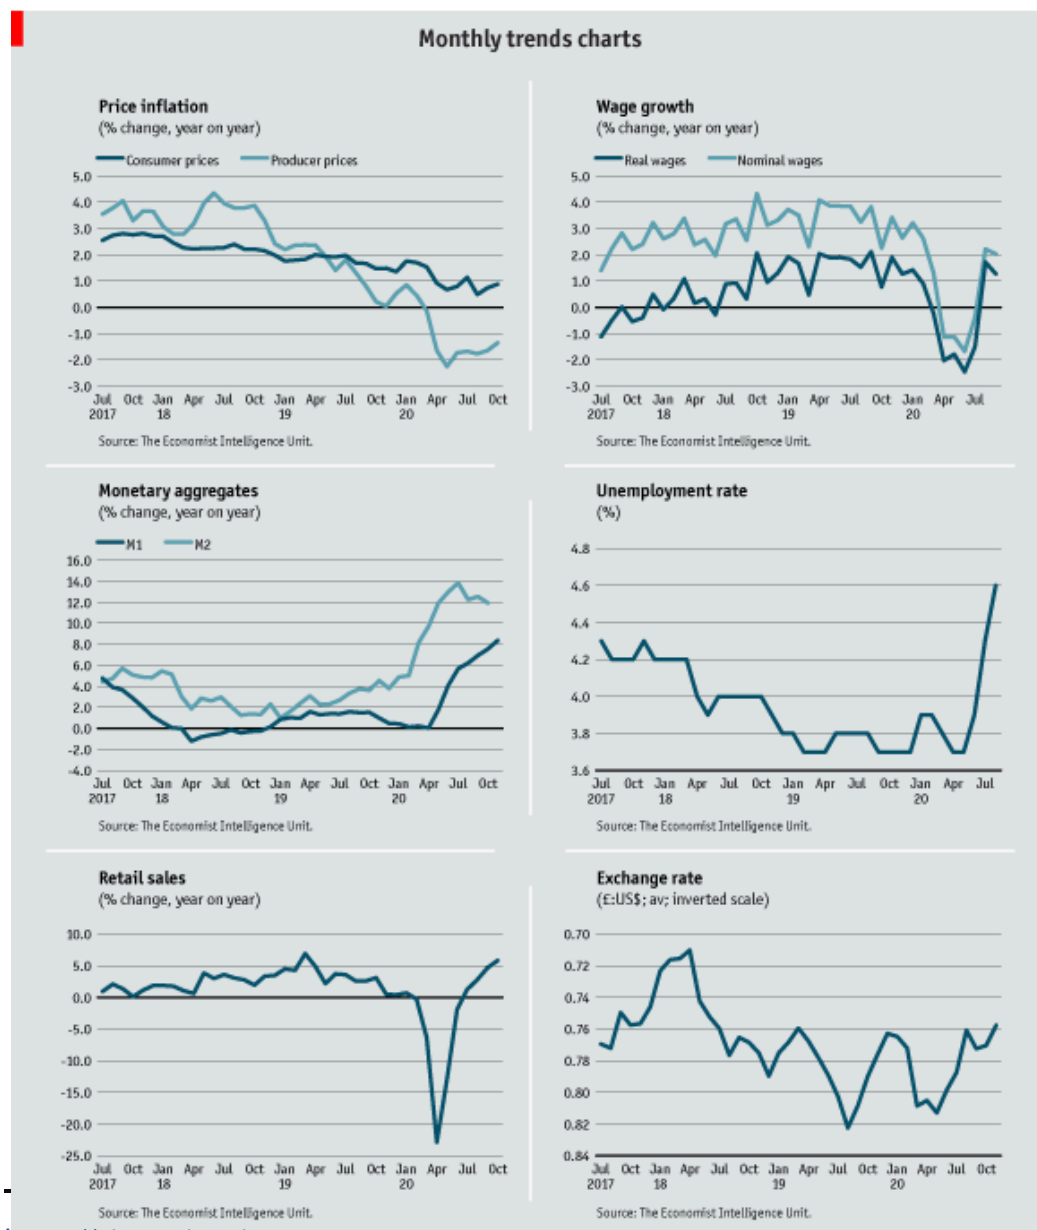 Monthly trends charts
Price inflation
(% change, year on year)
Consumer prices Producer prices
5.0
4.0
3.0
2.0
1.0
0.0
-1.0
-2.0
-3.0
Jul Oct Jan Apr Jul Oct Jan Apr Jul Oct Jan Apr Jul Oct
2017 18 19 20
Source: The Economist Intelligence Unit.
Wage growth
(% change, year on year)
Real wages Nominal wages
5.0
4.0
3.0
2.0
1.0
0.0
-1.0
-2.0
-3.0
Jul Oct Jan Apr Jul Oct Jan Apr Jul Oct Jan Apr Jul
2017 18 19 20
Source: The Economist Intelligence Unit.
Monetary aggregates
(% change, year on year)
M1 M2
16.0
14.0
12.0
10.0
8.0
6.0
4.0
2.0
0.0
-2.0
-4.0
Jul Oct Jan Apr Jul Oct Jan Apr Jul Oct Jan Apr Jul Oct
2017 18 19 20
Source: The Economist Intelligence Unit.
Unemployment rate
(%)
4.8
4.6
4.4
4.2
4.0
3.8
3.6
Jul Oct Jan Apr Jul Oct Jan Apr Jul Oct Jan Apr Jul
2017 18 19 20
Source: The Economist Intelligence Unit.
Retail sales
(% change, year on year)
10.0
5.0
0.0
-5.0
-10.0
-15.0
-20.0
-25.0
Jul Oct Jan Apr Jul Oct Jan Apr Jul Oct Jan Apr Jul Oct
2017 18 19 20
Source: The Economist Intelligence Unit.
Exchange rate
(£:US$; av; inverted scale)
0.70
0.72
0.74
0.76
0.78
0.80
0.82
0.84
Jul Oct Jan Apr Jul Oct Jan Apr Jul Oct Jan Apr Jul Oct
2017 18 19 20
Source: The Economist Intelligence Unit.